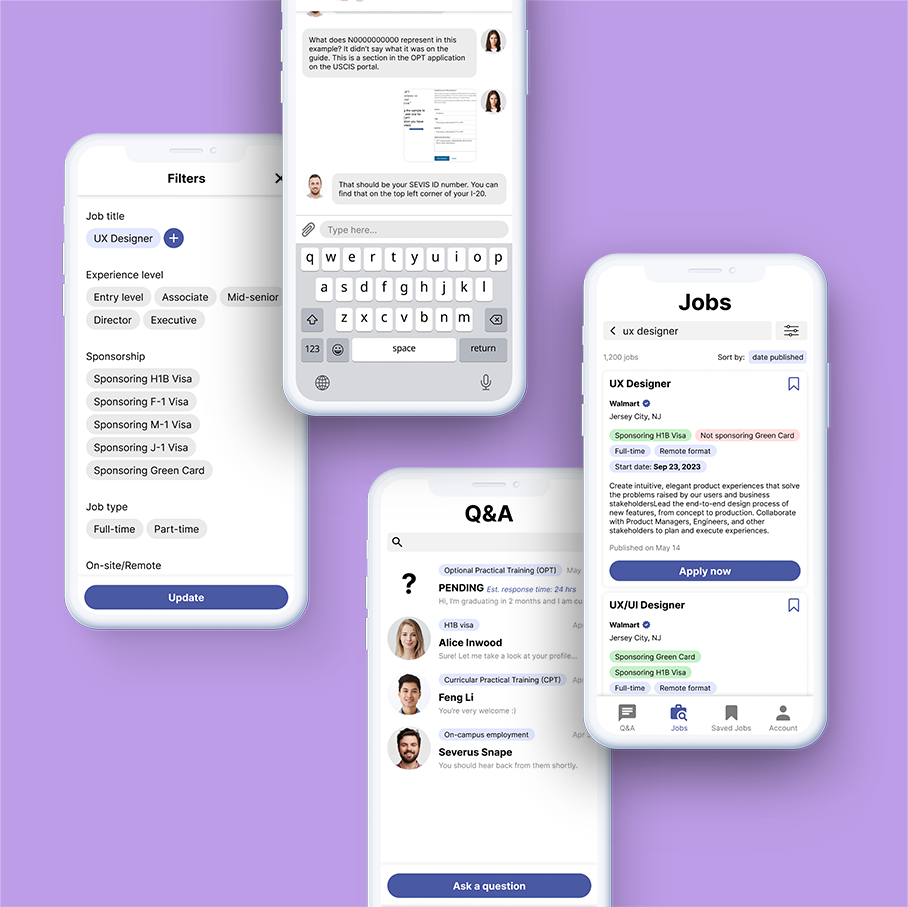 Filters
Job title
UX Designer
Experience level
Entry level
Associate
Mid-senior
Director
Executive
Sponsorship
Sponsoring H1B Visa
Sponsoring F-1 Visa
Sponsoring M-1 Visa
Sponsoring J-1 Visa
Sponsoring Green Card
Job type
Full-time
Part-time
On-site/Remote
Update
What does N0000000000 represent in this
example? It didn't say what it was on the
guide. This is a section in the OPT application
on the USCIS portal.
That should be your SEVIS ID number. You can
find that on the top left corner of your I-20.
Type here...
q w e r t y u i o p
a s d f g h j k l
z x c v b n m
123
space
return
Q&A
?
Optional Practical Training (OPT)
May
PENDING Est. response time: 24 hrs
Hi, I'm graduating in 2 months and I am
H1B visa
Alice Inwood
Sure! Let me take a look at your profile...
Curricular Practical Training (CPT)
Feng Li
You're very welcome :)
On-campus employment
Severus Snape
You should hear back from them shortly.
Ask a question
Jobs
ux designer
1,200 jobs
Sort by: date published
UX Designer
Walmart
Jersey City, NJ
Sponsoring H1B Visa
Not sponsoring Green Card
Full-time
Remote format
Start date: Sep 23, 2023
Create intuitive, elegant product experiences that solve
the problems raised by our users and business
stakeholdersLead the end-to-end design process of
new features, from concept to production. Collaborate
with Product Managers, Engineers, and other
stakeholders to plan and execute experiences.
Published on May 14
Apply now
UX/UI Designer
Walmart
Jersey City, NJ
Sponsoring Green Card
Sponsoring H1B Visa
Full-time
Remote format
Q&A
Jobs
Saved Jobs
Account